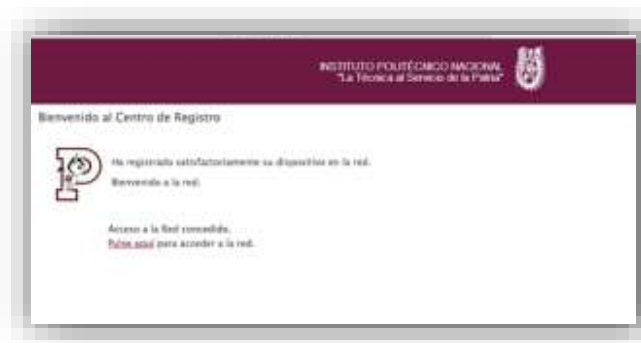 INSTITUTO POLITÉCNICO NACIONAL
"La Técnica al Servicio de la Patria"
Bienvenido al Centro de Registro
Ha registrado satisfactoriamente su dispositivo en la red.
Bienvenido a la red.
Acceso a la Red concedido.
Pulse aquí para acceder a la red.